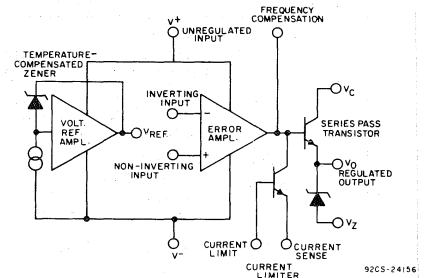 FREQUENCY
COMPENSATION
V+
UNREGULATED
INPUT
TEMPERATURE-
COMPENSATED
ZENER
INVERTING
INPUT
VOLT.
REF.
AMPL.
VREF
ERROR
AMPL.
NON-INVERTING
INPUT
VC
SERIES PASS
TRANSISTOR
VO
REGULATED
OUTPUT
VZ
V-
CURRENT
LIMIT
CURRENT
SENSE
CURRENT
LIMITER
92CS-24156